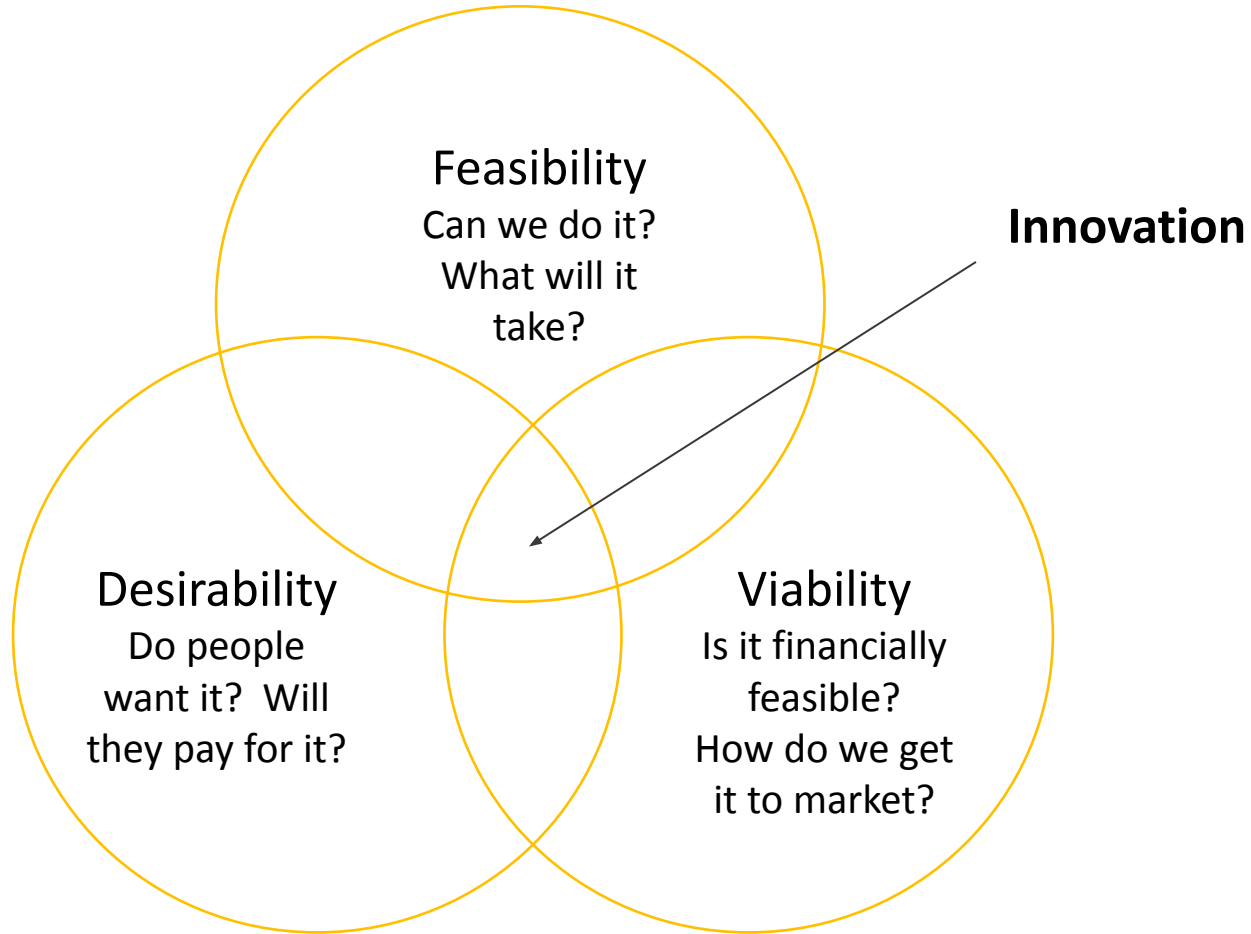 Feasibility
Can we do it?
What will it
take?
Innovation
Desirability
Do people
want it?  Will
they pay for it?
Viability
Is it financially
feasible?
How do we get
it to market?